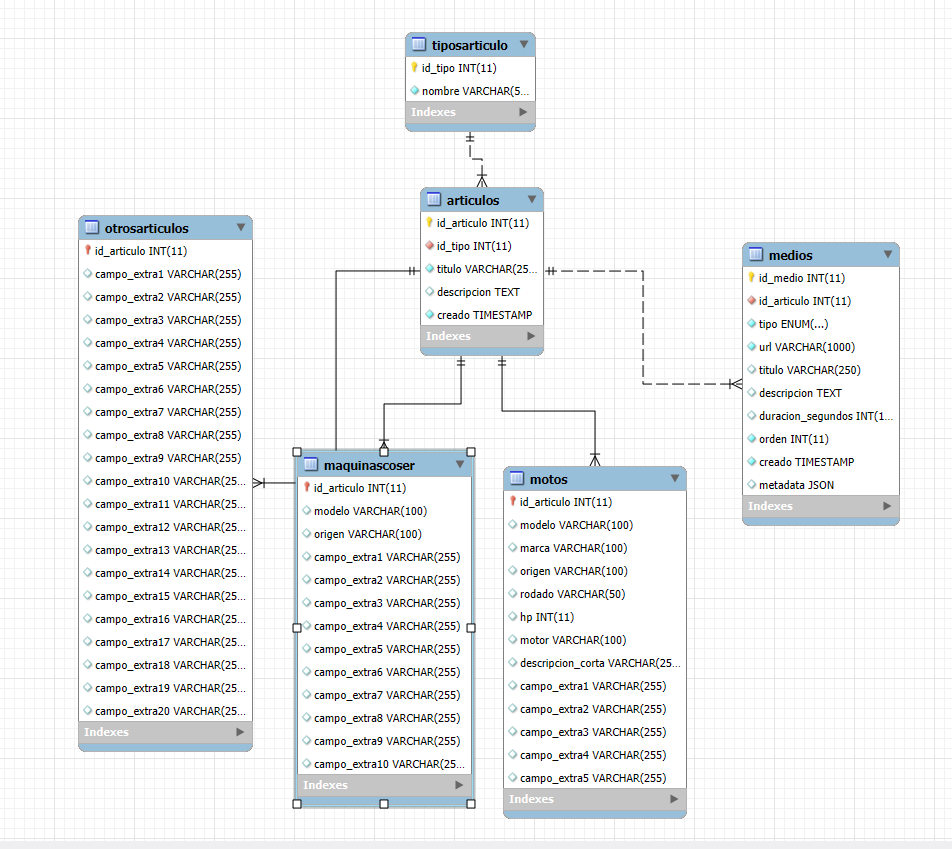 tiposarticulo
id_tipo INT(11)
nombre VARCHAR(5...
Indexes
articulos
id_articulo INT(11)
id_tipo INT(11)
titulo VARCHAR(25...
descripcion TEXT
creado TIMESTAMP
Indexes
otrosarticulos
id_articulo INT(11)
campo_extra1 VARCHAR(255)
campo_extra2 VARCHAR(255)
campo_extra3 VARCHAR(255)
campo_extra4 VARCHAR(255)
campo_extra5 VARCHAR(255)
campo_extra6 VARCHAR(255)
campo_extra7 VARCHAR(255)
campo_extra8 VARCHAR(255)
campo_extra9 VARCHAR(255)
campo_extra10 VARCHAR(25...
campo_extra11 VARCHAR(25...
campo_extra12 VARCHAR(25...
campo_extra13 VARCHAR(25...
campo_extra14 VARCHAR(25...
campo_extra15 VARCHAR(25...
campo_extra16 VARCHAR(25...
campo_extra17 VARCHAR(25...
campo_extra18 VARCHAR(25...
campo_extra19 VARCHAR(25...
campo_extra20 VARCHAR(25...
Indexes
medios
id_medio INT(11)
id_articulo INT(11)
tipo ENUM(...)
url VARCHAR(1000)
titulo VARCHAR(250)
descripcion TEXT
duracion_segundos INT(1...
orden INT(11)
creado TIMESTAMP
metadata JSON
Indexes
maquinascoser
id_articulo INT(11)
modelo VARCHAR(100)
origen VARCHAR(100)
campo_extra1 VARCHAR(255)
campo_extra2 VARCHAR(255)
campo_extra3 VARCHAR(255)
campo_extra4 VARCHAR(255)
campo_extra5 VARCHAR(255)
campo_extra6 VARCHAR(255)
campo_extra7 VARCHAR(255)
campo_extra8 VARCHAR(255)
campo_extra9 VARCHAR(255)
campo_extra10 VARCHAR(25...
Indexes
motos
id_articulo INT(11)
modelo VARCHAR(100)
marca VARCHAR(100)
origen VARCHAR(100)
rodado VARCHAR(50)
hp INT(11)
motor VARCHAR(100)
descripcion_corta VARCHAR(25...
campo_extra1 VARCHAR(255)
campo_extra2 VARCHAR(255)
campo_extra3 VARCHAR(255)
campo_extra4 VARCHAR(255)
campo_extra5 VARCHAR(255)
Indexes